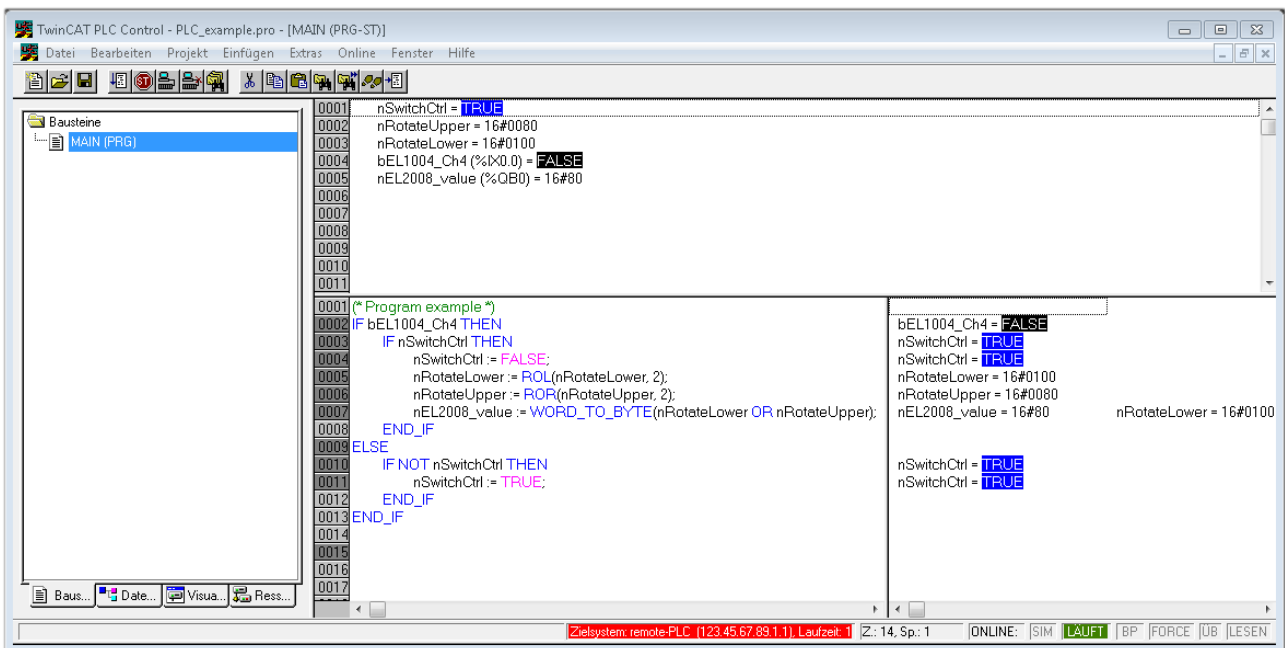 TwinCAT PLC Control - PLC_example.pro - [MAIN (PRG-ST)]
Datei Bearbeiten Projekt Einfügen Extras Online Fenster Hilfe
Bausteine
MAIN (PRG)
0001 nSwitchCtrl = TRUE
0002 nRotateUpper = 16#0080
0003 nRotateLower = 16#0100
0004 bEL1004_Ch4 (%IX0.0) = FALSE
0005 nEL2008_value (%QB0) = 16#80
0006
0007
0008
0009
0010
0011
0001 (* Program example *)
0002 IF bEL1004_Ch4 THEN bEL1004_Ch4 = FALSE
0003 IF nSwitchCtrl THEN nSwitchCtrl = TRUE
0004 nSwitchCtrl := FALSE; nSwitchCtrl = TRUE
0005 nRotateLower := ROL(nRotateLower, 2); nRotateLower = 16#0100
0006 nRotateUpper := ROR(nRotateUpper, 2); nRotateUpper = 16#0080
0007 nEL2008_value := WORD_TO_BYTE(nRotateLower OR nRotateUpper); nEL2008_value = 16#80 nRotateLower = 16#0100
0008 END_IF
0009 ELSE
0010 IF NOT nSwitchCtrl THEN nSwitchCtrl = TRUE
0011 nSwitchCtrl := TRUE; nSwitchCtrl = TRUE
0012 END_IF
0013 END_IF
0014
0015
0016
0017
Baus... Date... Visua... Ress...
Zielsystem: remote-PLC (123.45.67.89.1.1), Laufzeit: 1 Z.: 14, Sp.: 1 ONLINE: SIM LÄUFT BP FORCE ÜB LESEN